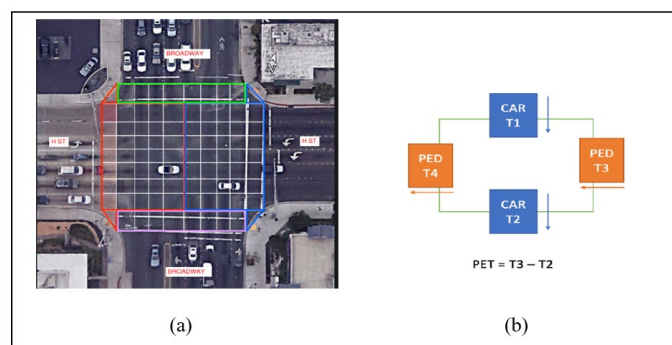 BROADWAY
H ST
H ST
BROADWAY
(a)
CAR
T1
PED
T4
PED
T3
CAR
T2
PET = T3 – T2
(b)